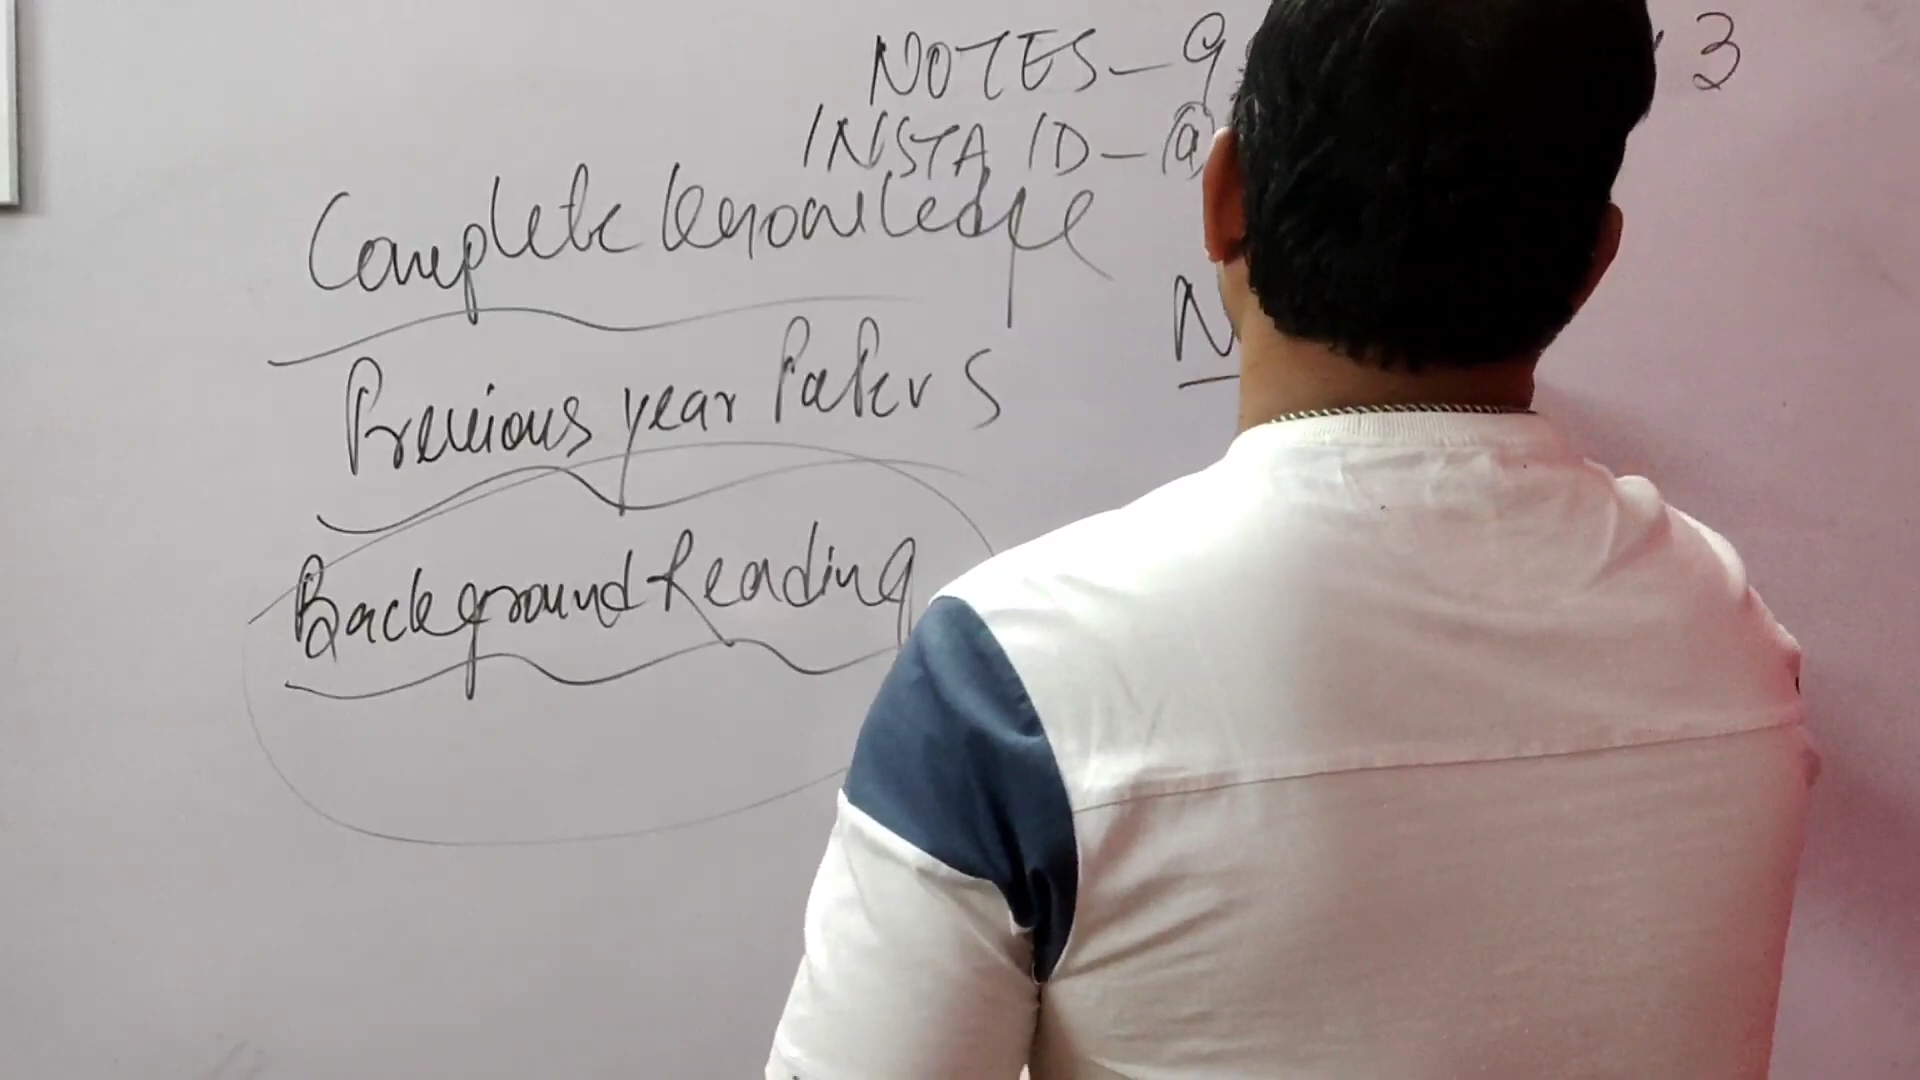 NOTES - 9 3
INSTA ID - @
Complete knowledge
Previous year Papers
Background Reading
N